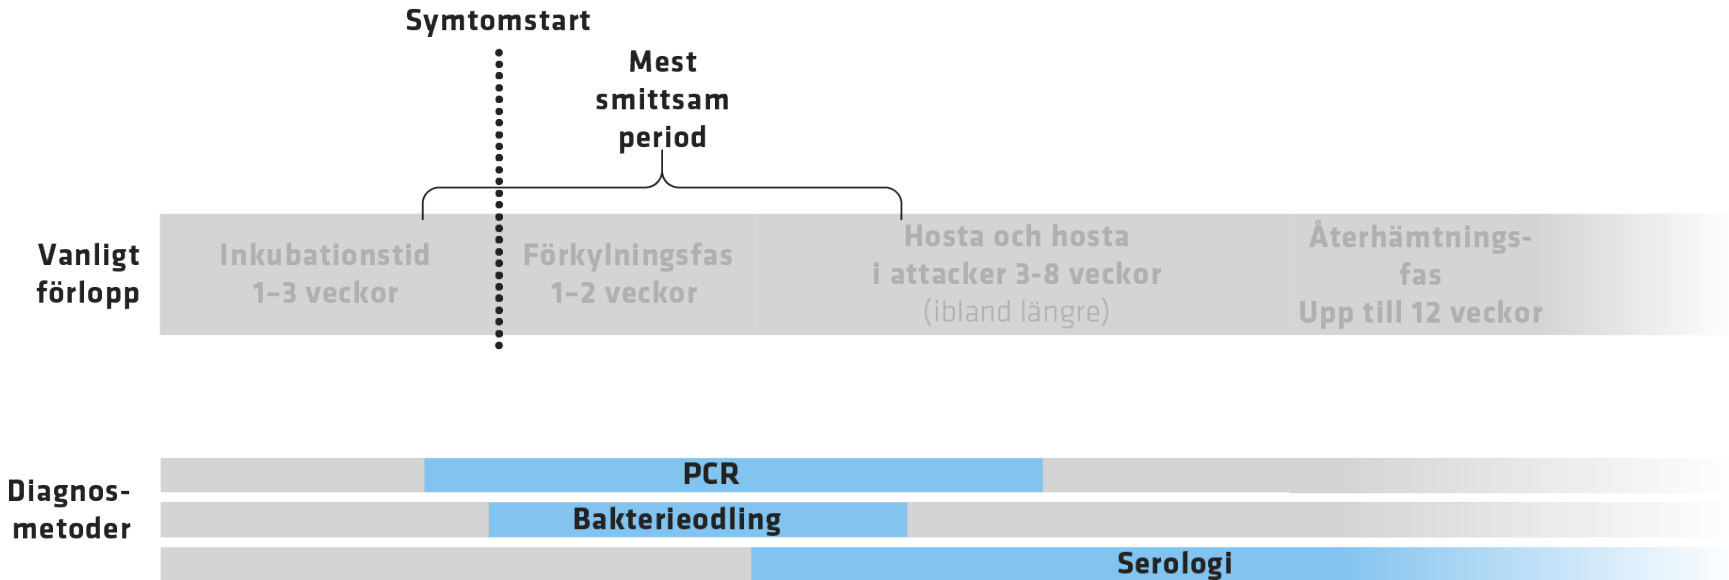 Symtomstart
Mest
smittsam
period
Vanligt
förlopp
Inkubationstid
1–3 veckor
Förkylningsfas
1–2 veckor
Hosta och hosta
i attacker 3-8 veckor
(ibland längre)
Återhämtnings-
fas
Upp till 12 veckor
Diagnos-
metoder
PCR
Bakterieodling
Serologi